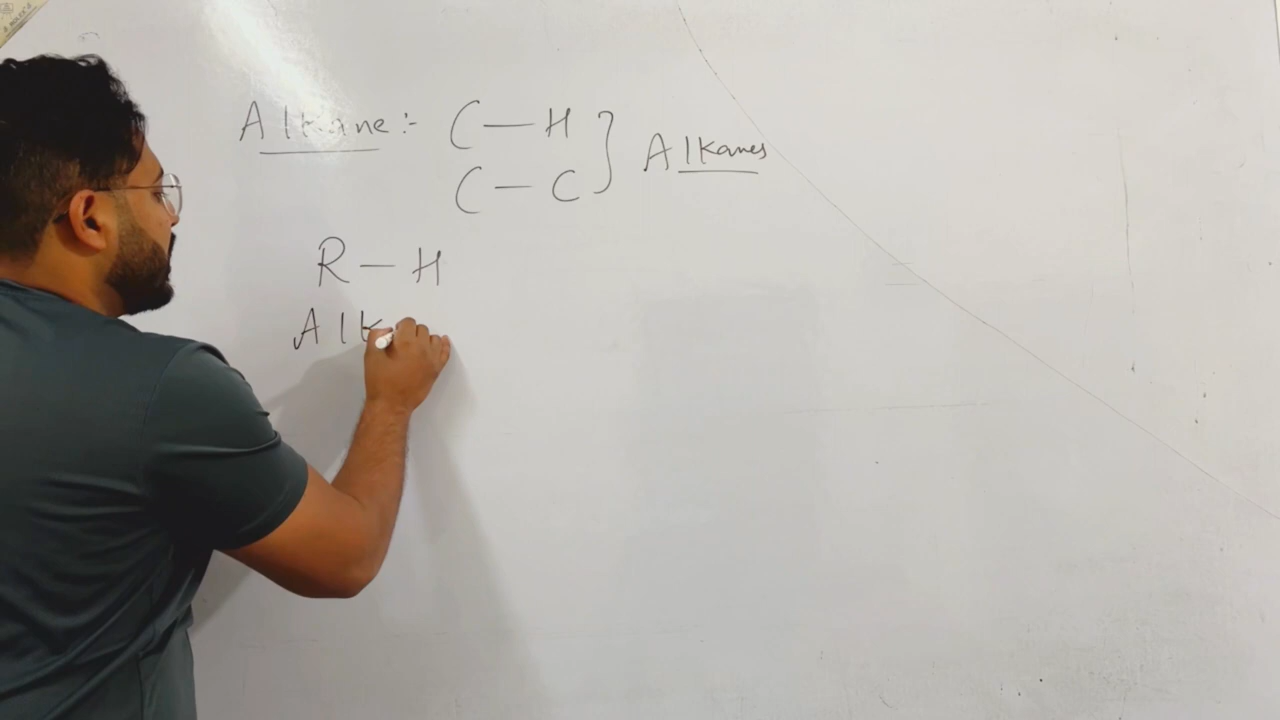 Alkane :- C — H } Alkanes
C — C
R — H
Alk